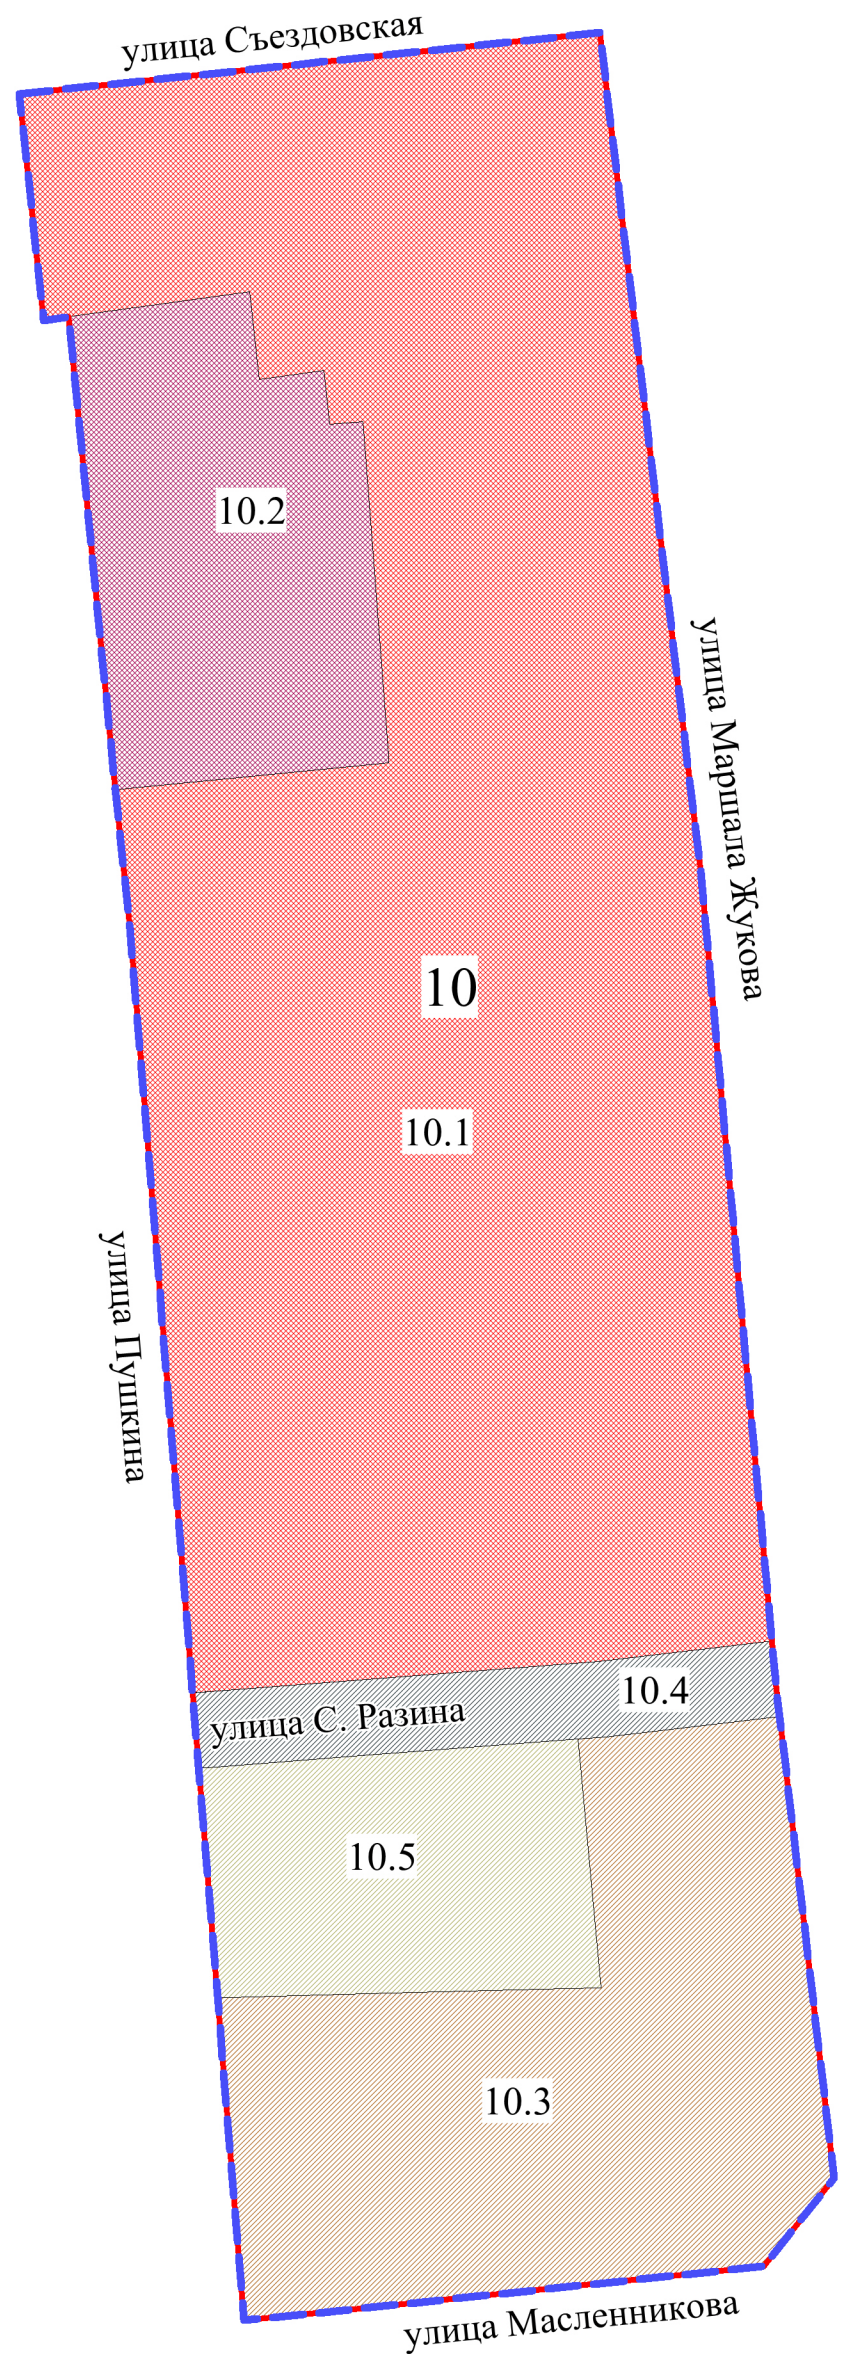 улица Съездовская
10.2
улица Маршала Жукова
10
10.1
улица Пушкина
10.4
улица С. Разина
10.5
10.3
улица Масленникова